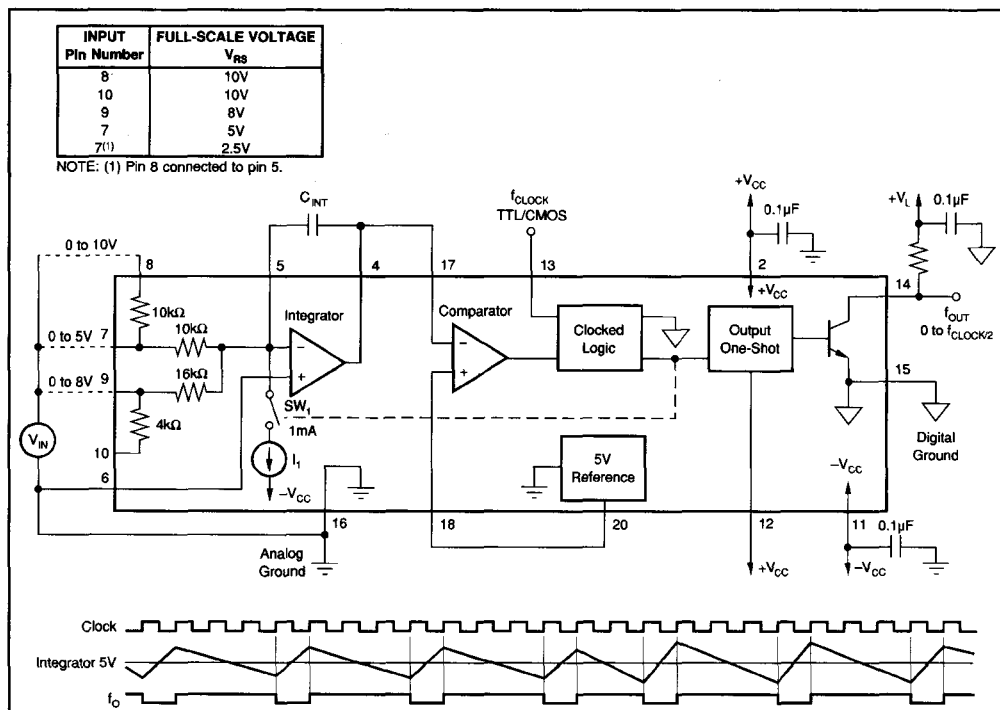 INPUT Pin Number FULL-SCALE VOLTAGE V_RS
8 10V
10 10V
9 8V
7 5V
7(1) 2.5V
NOTE: (1) Pin 8 connected to pin 5.
C_INT
f_CLOCK
TTL/CMOS
+V_CC
0.1µF
+V_L
0.1µF
0 to 10V
8
5
4
17
13
2
14
+V_CC
10kΩ
0 to 5V
7
10kΩ
Integrator
−
+
Comparator
−
+
Clocked
Logic
Output
One-Shot
f_OUT
0 to f_CLOCK/2
0 to 8V
9
16kΩ
4kΩ
SW₁
1mA
15
Digital
Ground
V_IN
10
6
I₁
−V_CC
5V
Reference
−V_CC
16
18
20
12
11
0.1µF
Analog
Ground
+V_CC
−V_CC
Clock
Integrator 5V
f_O